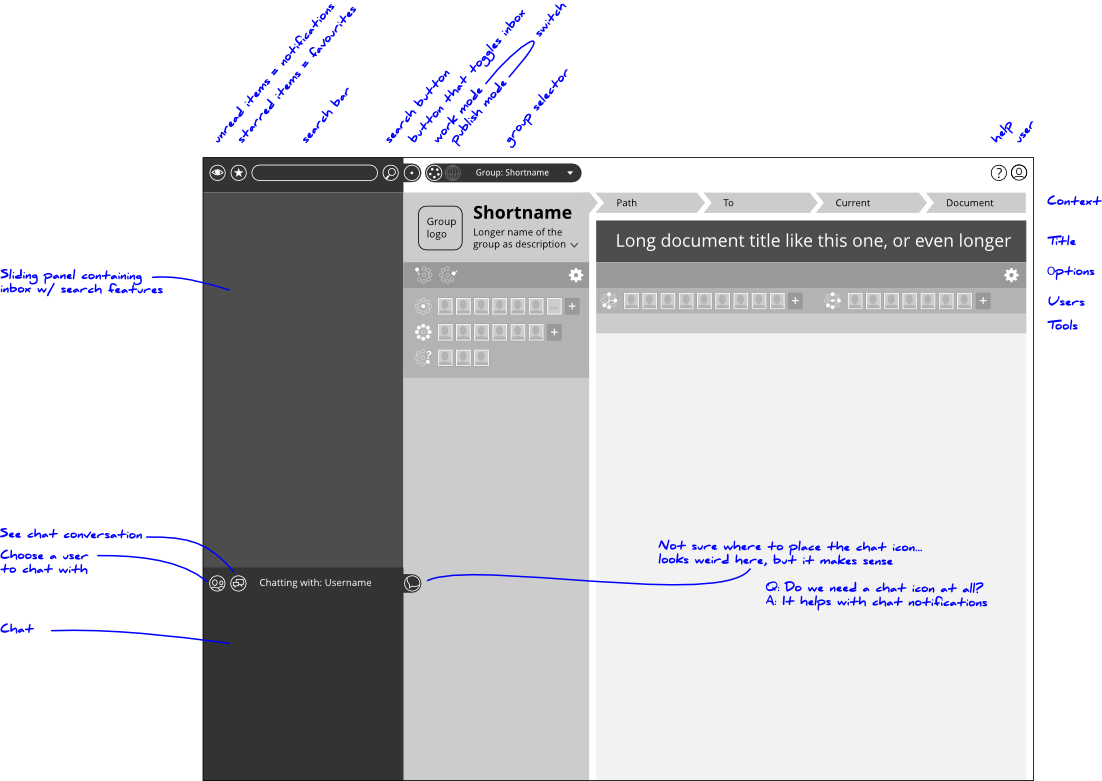 unread items = notifications
starred items = favourites
search bar
search button
button that toggles inbox
work mode
publish mode
switch
group selector
help
user
Group: Shortname
?
Group
logo
Shortname
Longer name of the
group as description
Path
To
Current
Document
Context
Long document title like this one, or even longer
Title
Options
Users
Tools
Sliding panel containing
inbox w/ search features
...
+
+
?
+
+
See chat conversation
Choose a user
to chat with
Chatting with: Username
Chat
Not sure where to place the chat icon...
looks weird here, but it makes sense
Q: Do we need a chat icon at all?
A: It helps with chat notifications